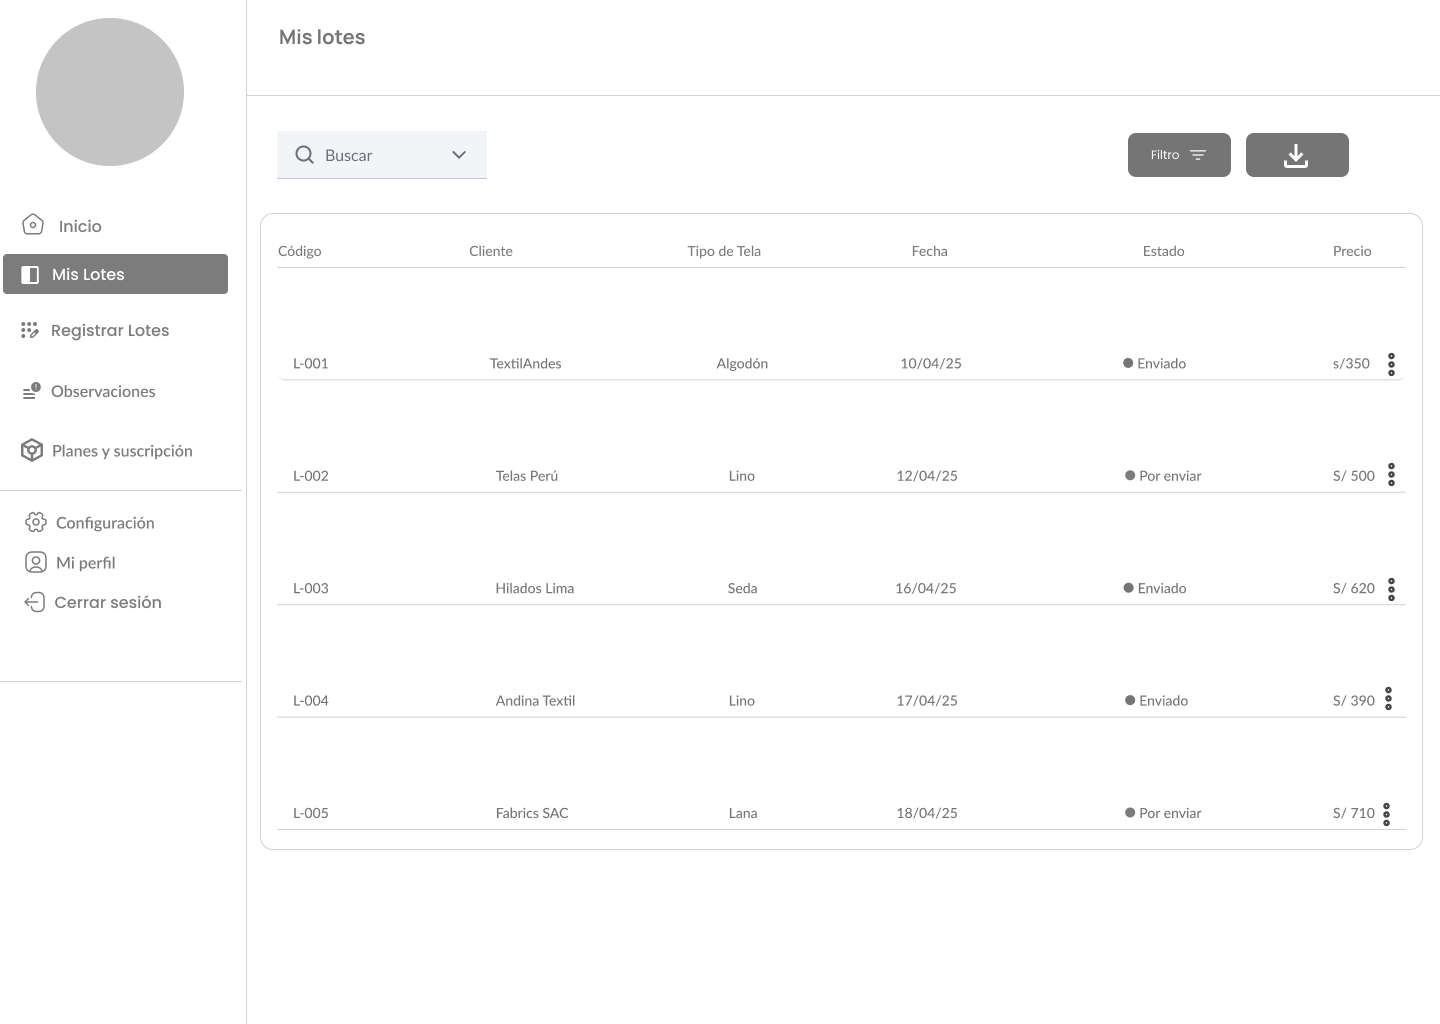 Mis lotes
Buscar
Filtro
Inicio
Mis Lotes
Registrar Lotes
Observaciones
Planes y suscripción
Configuración
Mi perfil
Cerrar sesión
Código Cliente Tipo de Tela Fecha Estado Precio
L-001 TextilAndes Algodón 10/04/25 Enviado s/350
L-002 Telas Perú Lino 12/04/25 Por enviar S/ 500
L-003 Hilados Lima Seda 16/04/25 Enviado S/ 620
L-004 Andina Textil Lino 17/04/25 Enviado S/ 390
L-005 Fabrics SAC Lana 18/04/25 Por enviar S/ 710